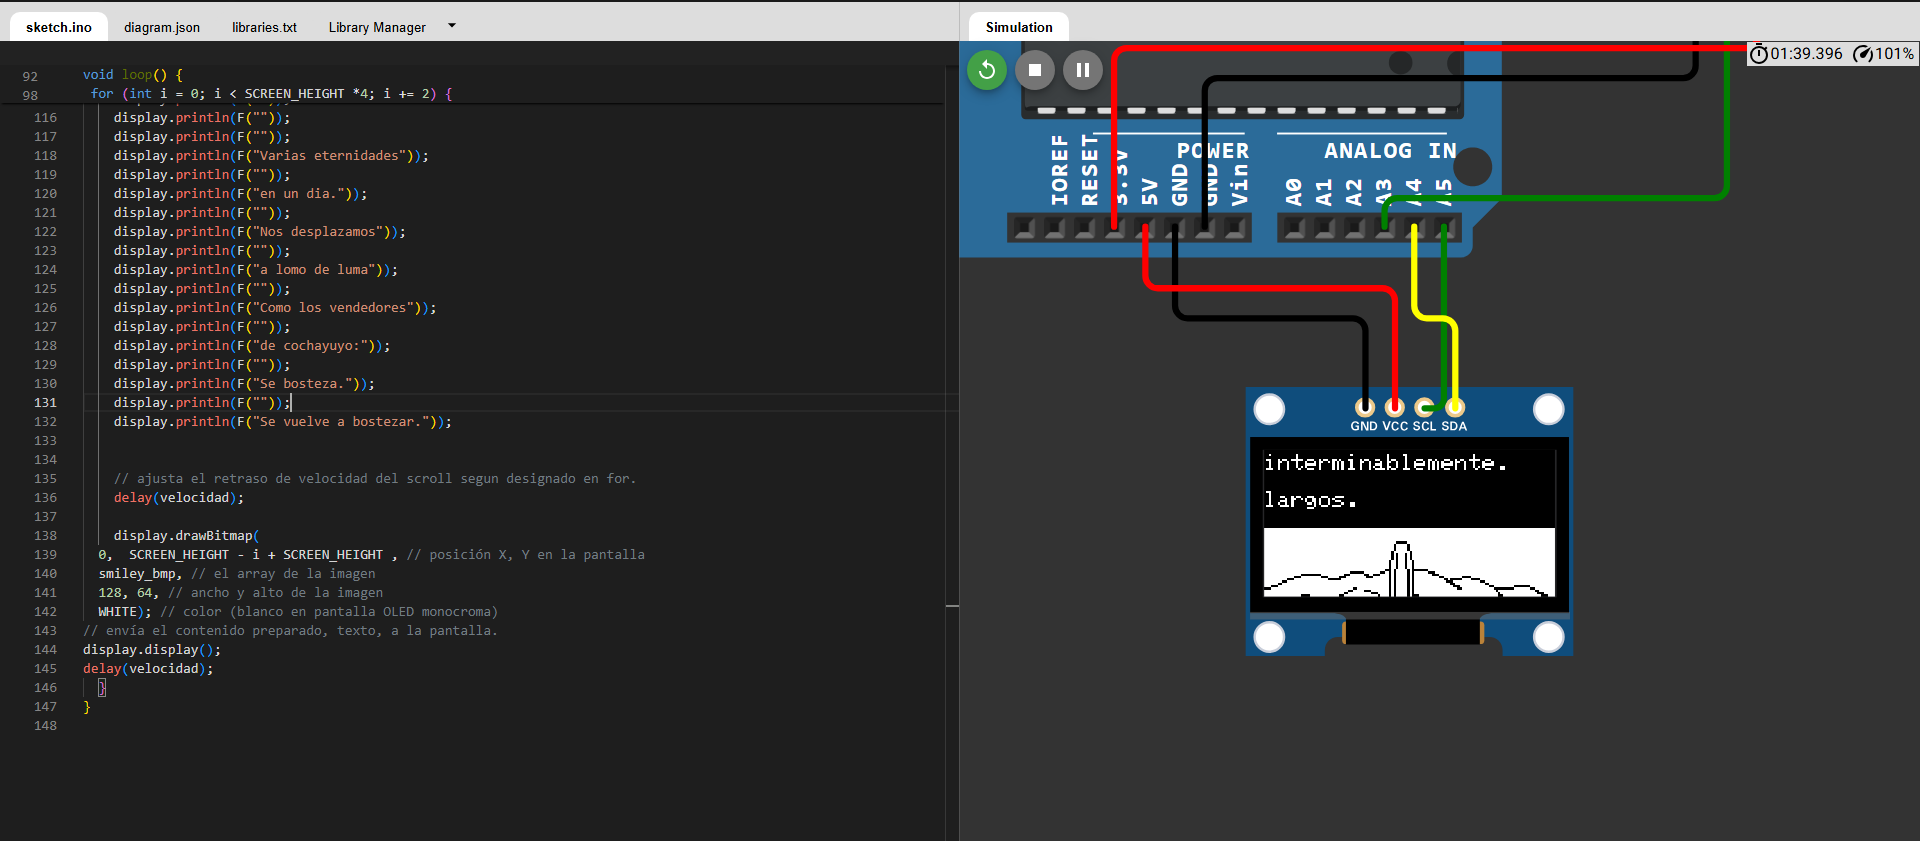 sketch.ino diagram.json libraries.txt Library Manager
92 void loop() {
98 for (int i = 0; i < SCREEN_HEIGHT *4; i += 2) {
116 display.println(F(""));
117 display.println(F(""));
118 display.println(F("Varias eternidades"));
119 display.println(F(""));
120 display.println(F("en un dia."));
121 display.println(F(""));
122 display.println(F("Nos desplazamos"));
123 display.println(F(""));
124 display.println(F("a lomo de luma"));
125 display.println(F(""));
126 display.println(F("Como los vendedores"));
127 display.println(F(""));
128 display.println(F("de cochayuyo:"));
129 display.println(F(""));
130 display.println(F("Se bosteza."));
131 display.println(F(""));
132 display.println(F("Se vuelve a bostezar."));
133
134
135 // ajusta el retraso de velocidad del scroll segun designado en for.
136 delay(velocidad);
137
138 display.drawBitmap(
139 0, SCREEN_HEIGHT - i + SCREEN_HEIGHT , // posición X, Y en la pantalla
140 smiley_bmp, // el array de la imagen
141 128, 64, // ancho y alto de la imagen
142 WHITE); // color (blanco en pantalla OLED monocroma)
143 // envía el contenido preparado, texto, a la pantalla.
144 display.display();
145 delay(velocidad);
146 }
147 }
148
Simulation
01:39.396 101%
POWER ANALOG IN
IOREF RESET 3.3V 5V GND GND Vin A0 A1 A2 A3 A4 A5
GND VCC SCL SDA
interminablemente.
largos.